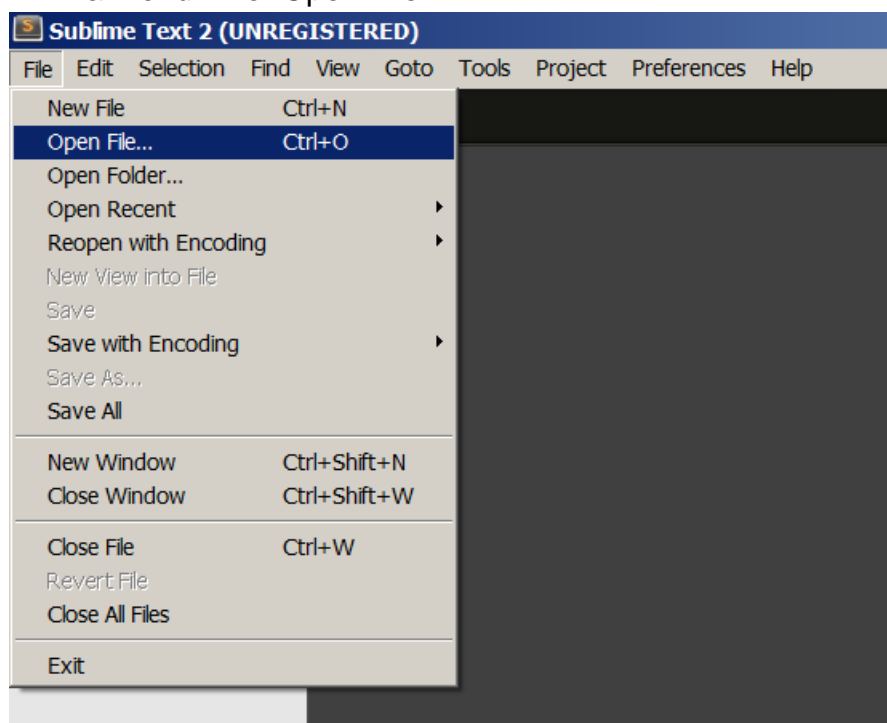 Sublime Text 2 (UNREGISTERED)
File Edit Selection Find View Goto Tools Project Preferences Help
New File Ctrl+N
Open File... Ctrl+O
Open Folder...
Open Recent
Reopen with Encoding
New View into File
Save
Save with Encoding
Save As...
Save All
New Window Ctrl+Shift+N
Close Window Ctrl+Shift+W
Close File Ctrl+W
Revert File
Close All Files
Exit